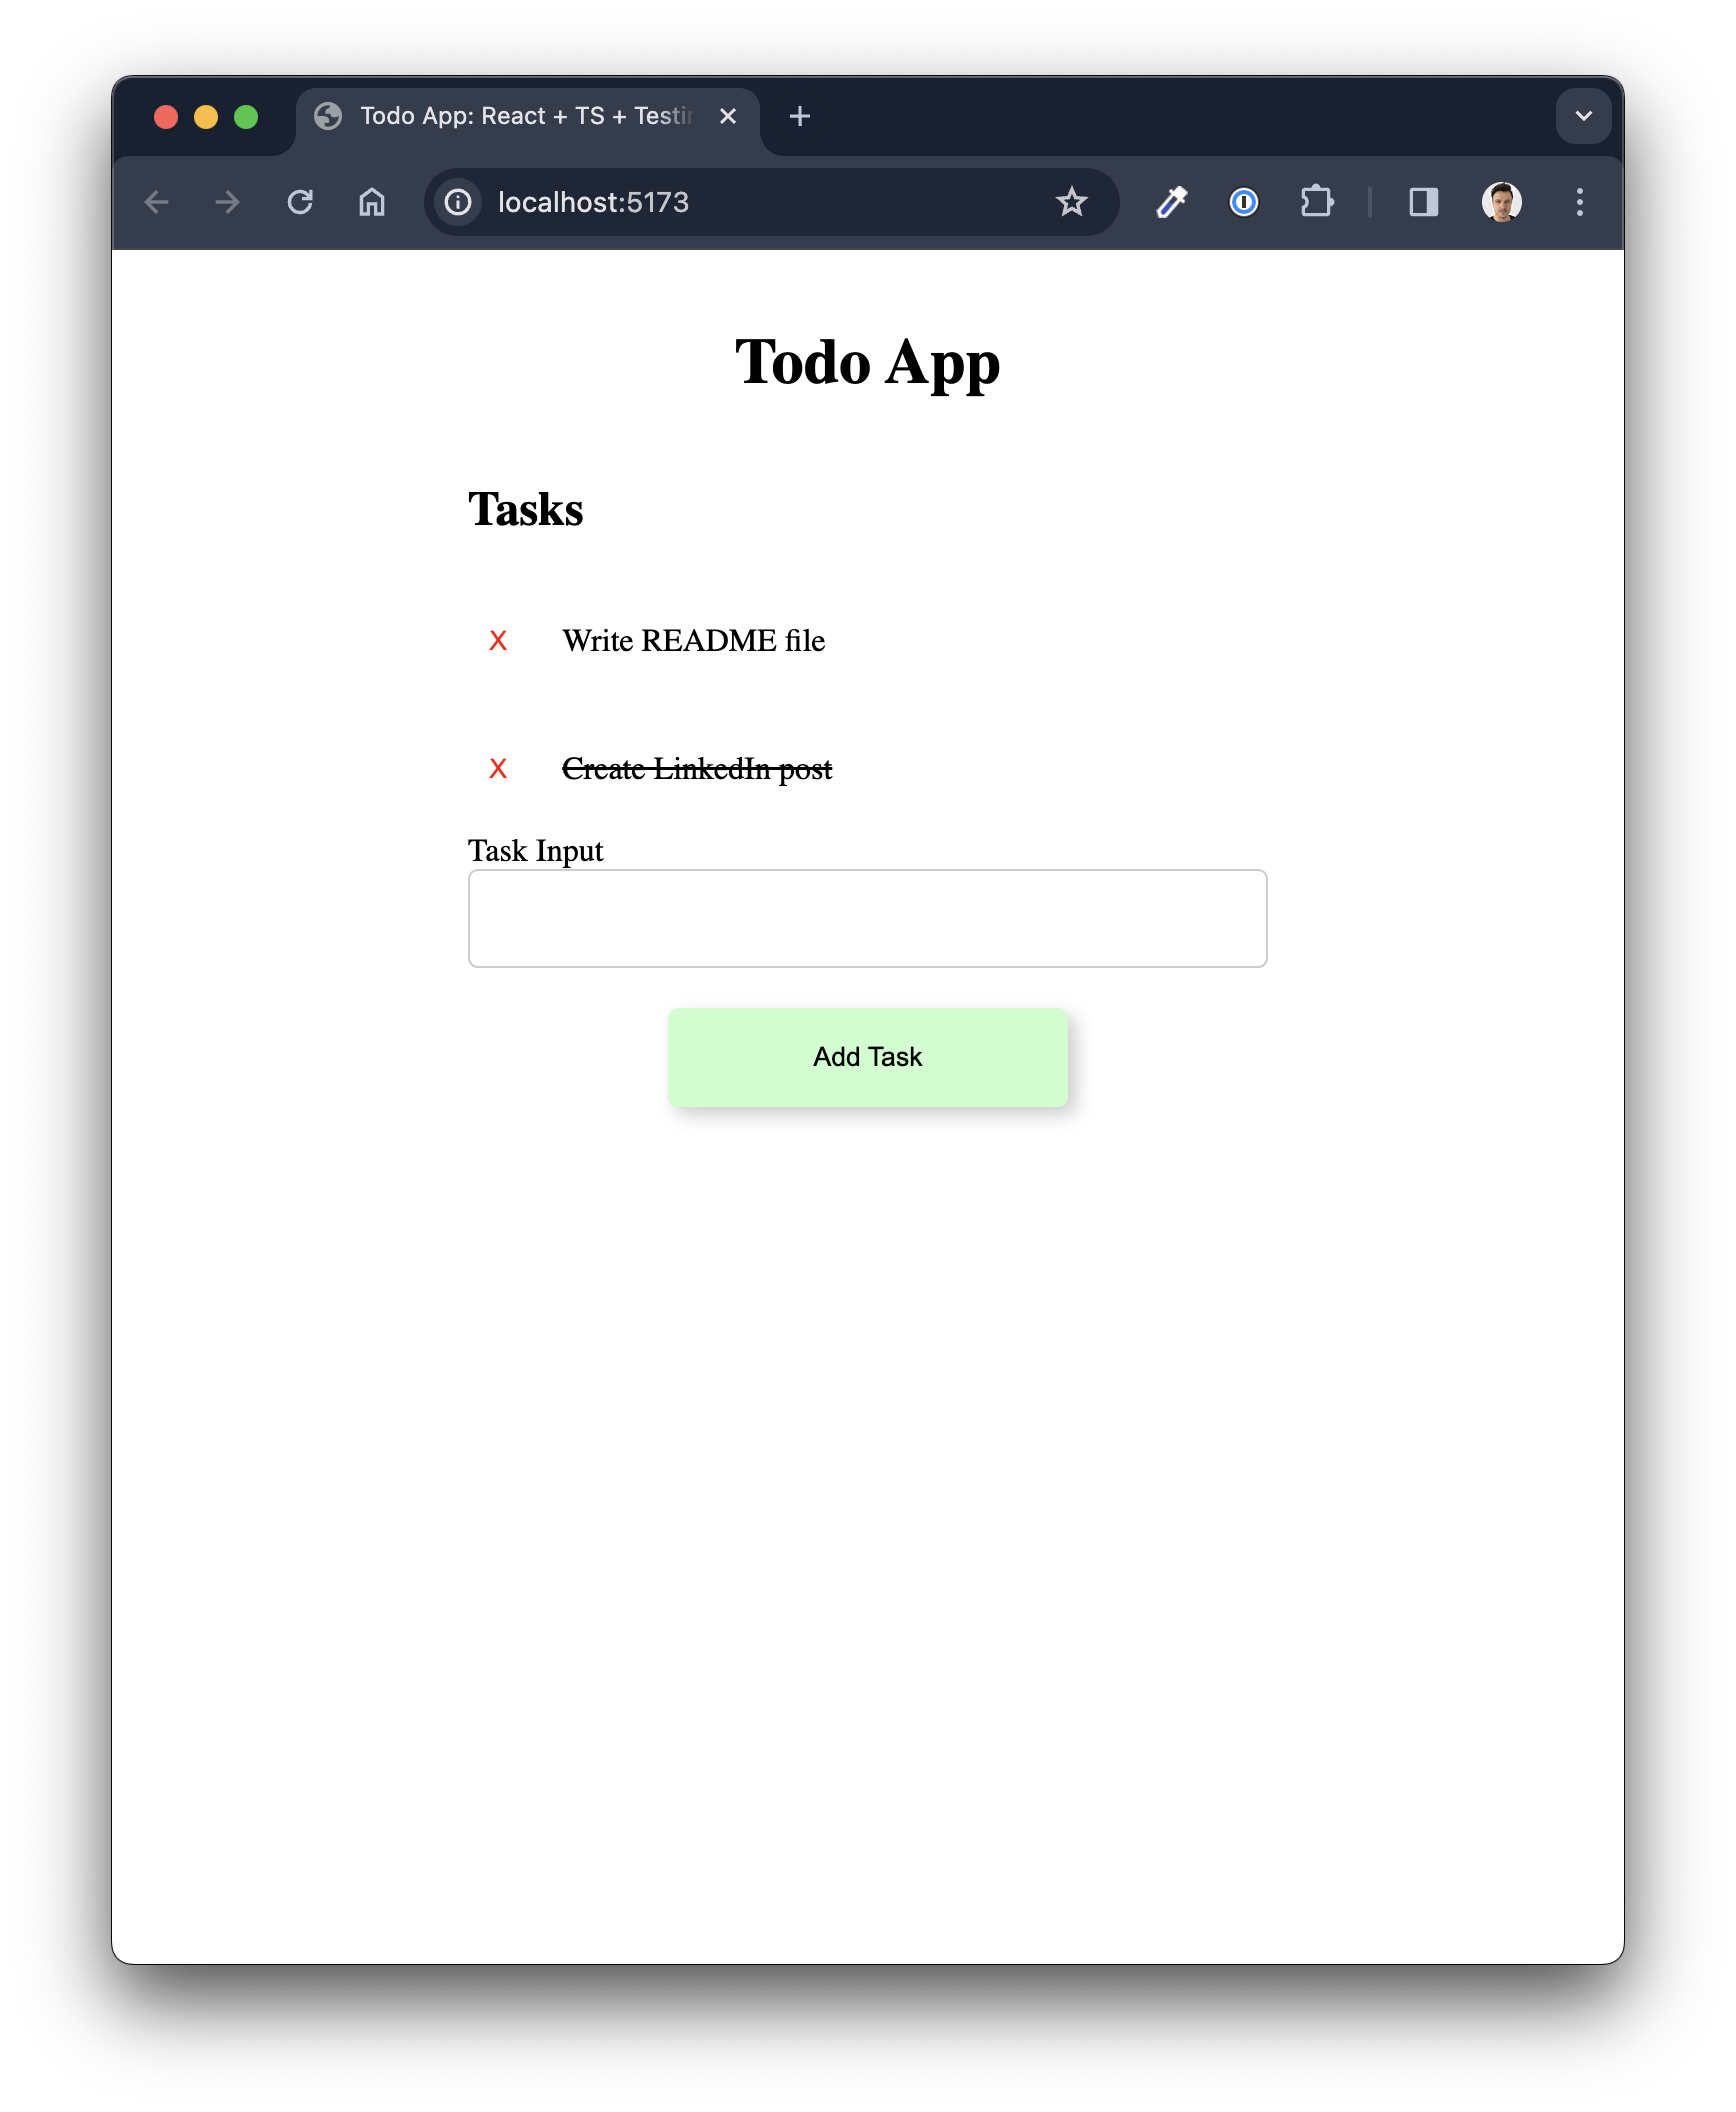 Todo App: React + TS + Testin
localhost:5173
Todo App
Tasks
X Write README file
X Create LinkedIn post
Task Input
Add Task